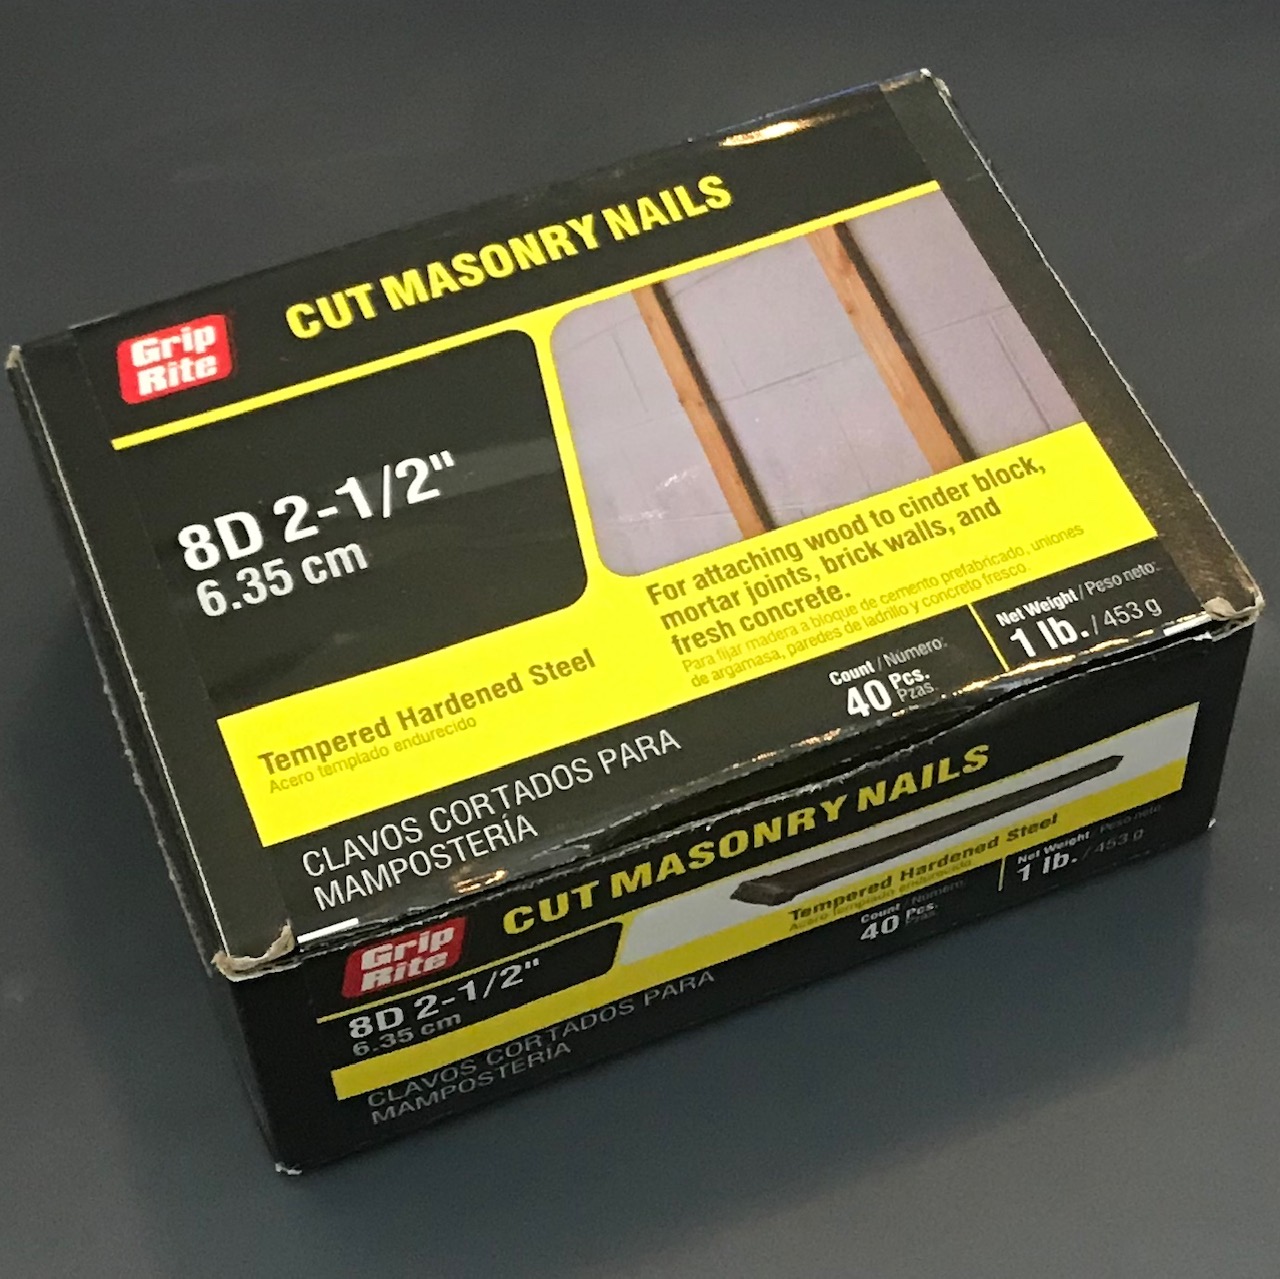 CUT MASONRY NAILS
Grip
Rite
8D 2-1/2"
6.35 cm
For attaching wood to cinder block,
mortar joints, brick walls, and
fresh concrete.
Para fijar madera a bloque de cemento prefabricado, uniones
de argamasa, paredes de ladrillo y concreto fresco.
Tempered Hardened Steel
Acero templado endurecido
CLAVOS CORTADOS PARA
MAMPOSTERÍA
Count / Número:
40 Pcs.
Pzas.
Net Weight / Peso neto:
1 lb. / 453 g
CUT MASONRY NAILS
Grip
Rite
8D 2-1/2"
6.35 cm
Tempered Hardened Steel
Acero templado endurecido
Count / Número:
40 Pcs.
Pzas.
Net Weight / Peso neto:
1 lb. / 453 g
CLAVOS CORTADOS PARA
MAMPOSTERÍA